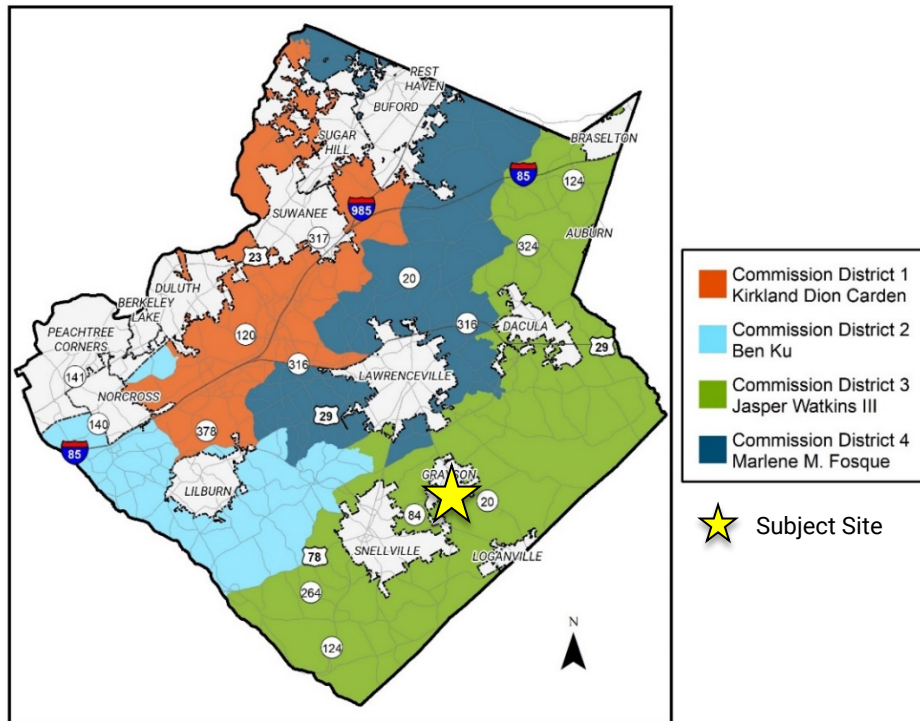 REST
HAVEN
BUFORD
BRASELTON
SUGAR
HILL
85
124
985
SUWANEE
317
AUBURN
324
23
DULUTH
20
BERKELEY
LAKE
PEACHTREE
CORNERS
120
316
DACULA
29
316
141
LAWRENCEVILLE
NORCROSS
29
140
378
85
LILBURN
GRAYSON
20
84
SNELLVILLE
LOGANVILLE
78
264
124
N
Commission District 1
Kirkland Dion Carden
Commission District 2
Ben Ku
Commission District 3
Jasper Watkins III
Commission District 4
Marlene M. Fosque
Subject Site